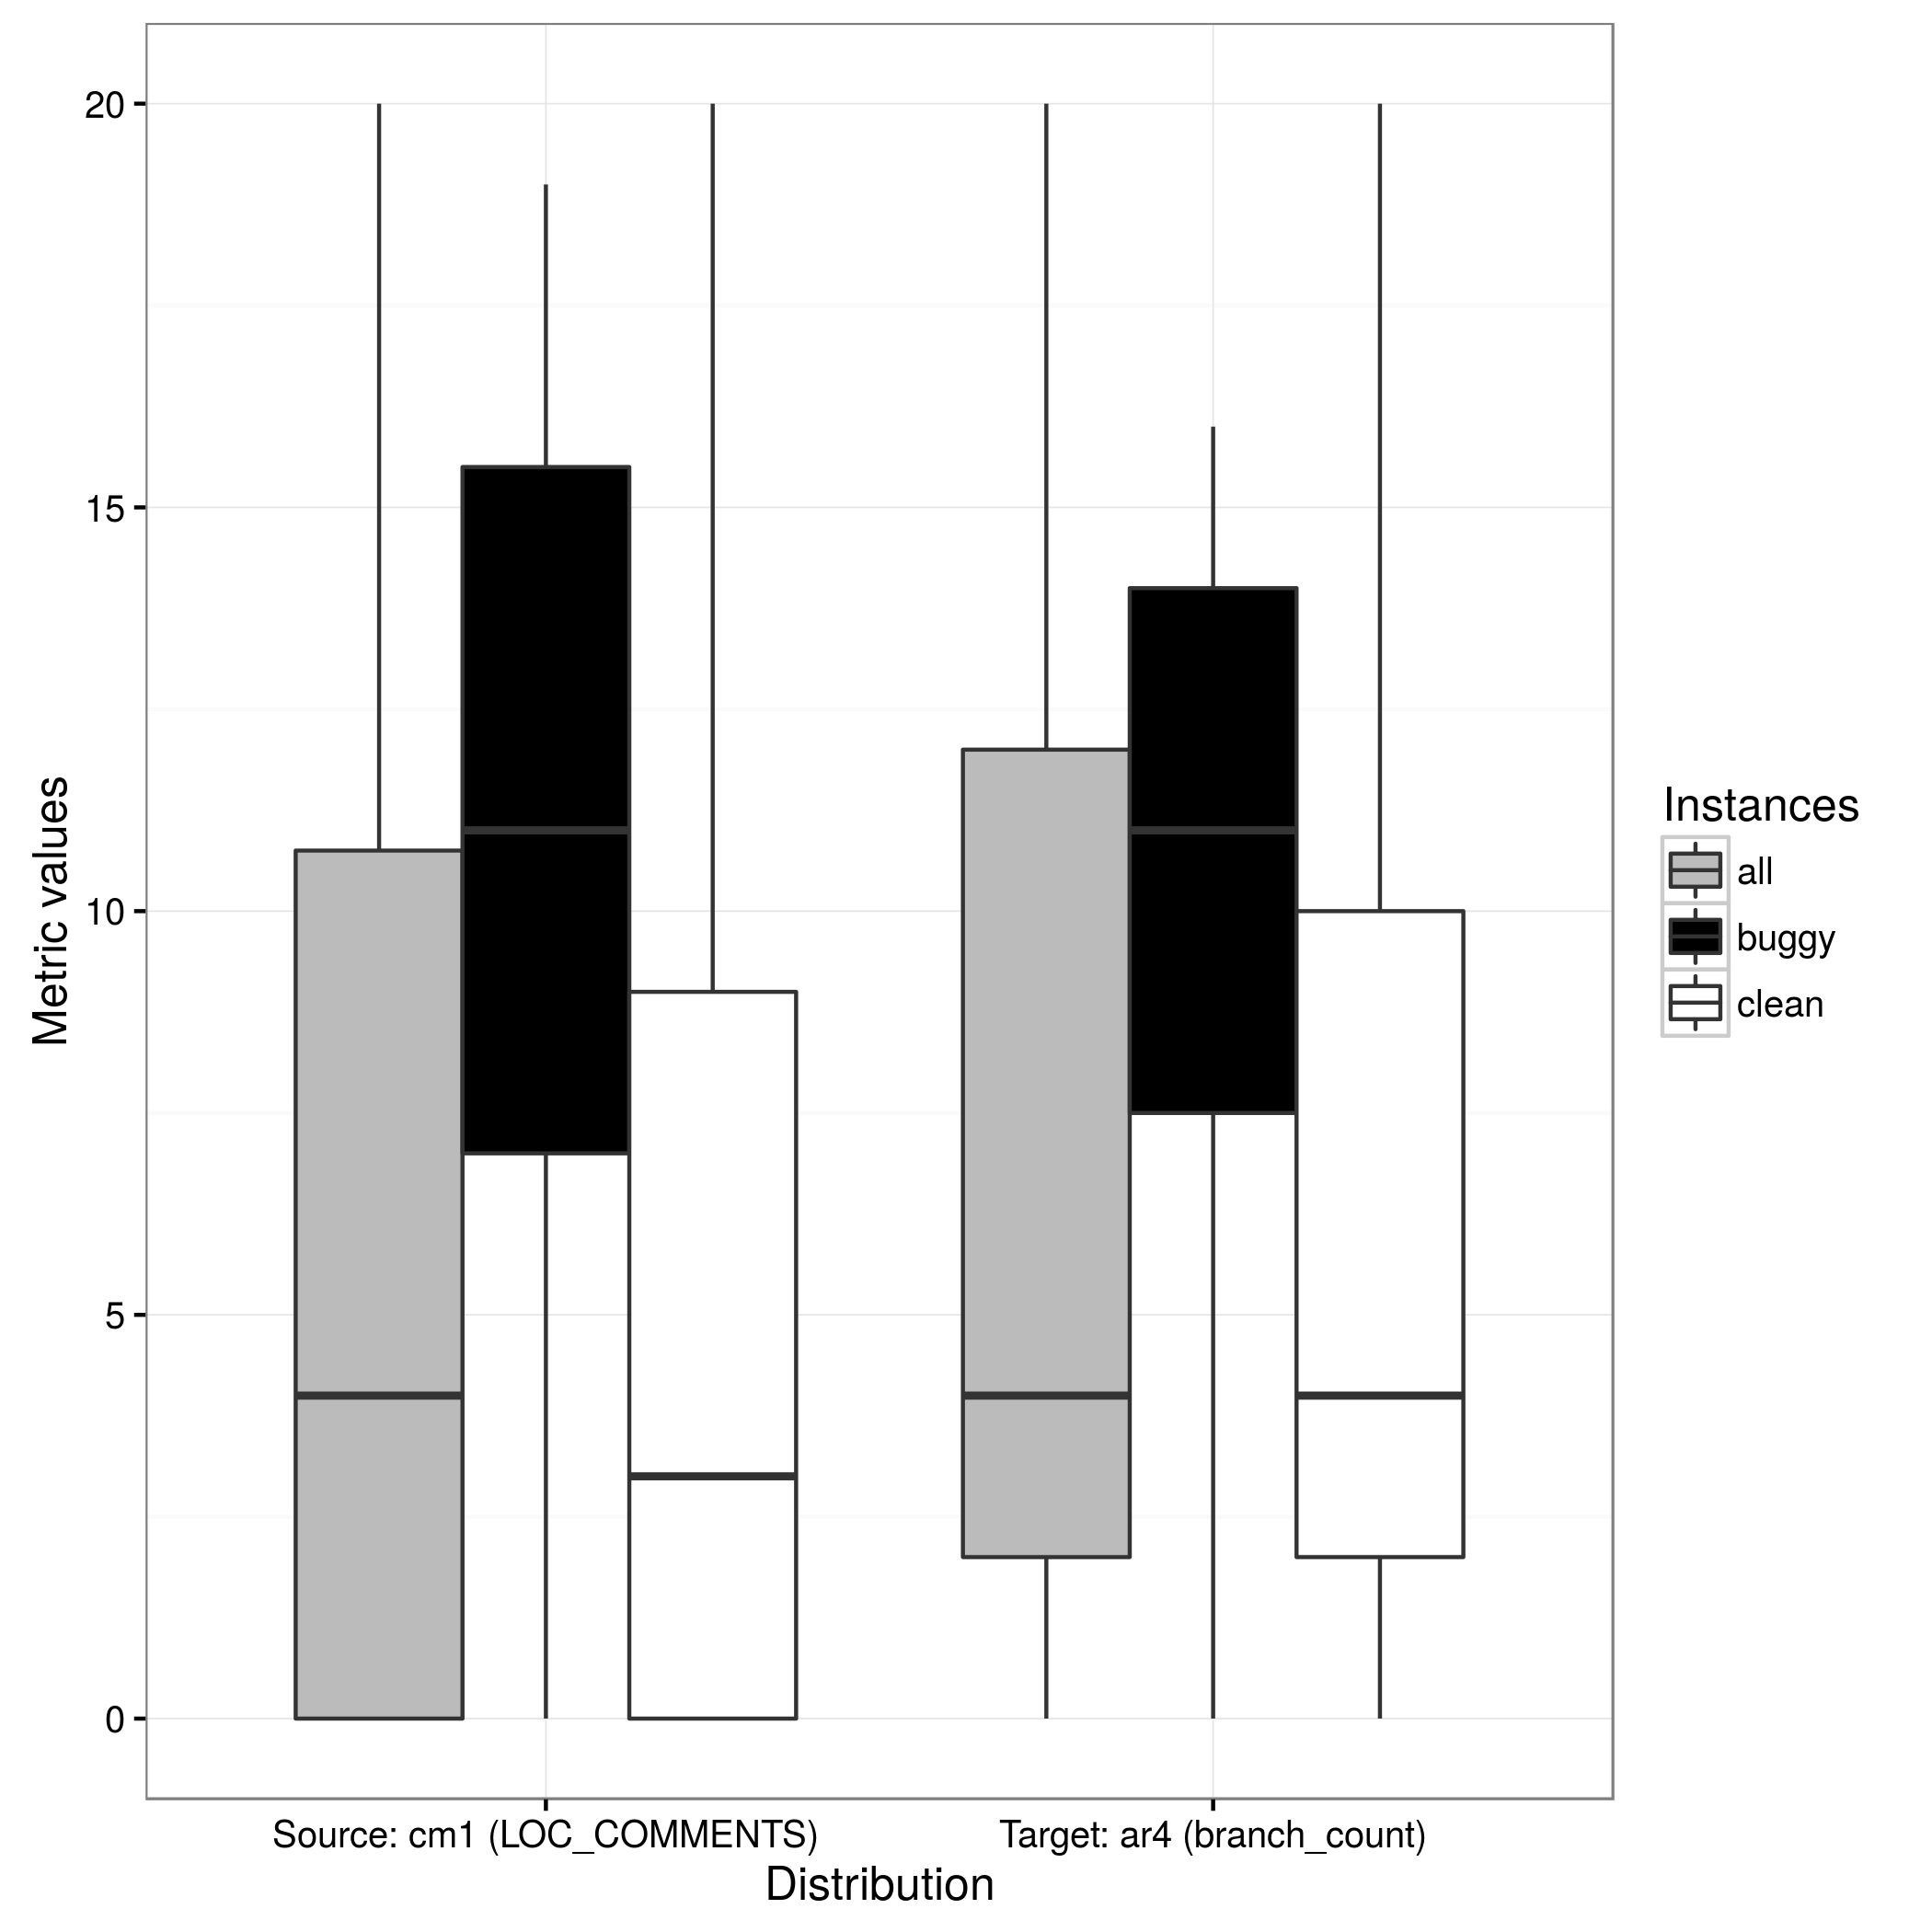 20
15
10
5
0
Metric values
Source: cm1 (LOC_COMMENTS)
Target: ar4 (branch_count)
Distribution
Instances
all
buggy
clean